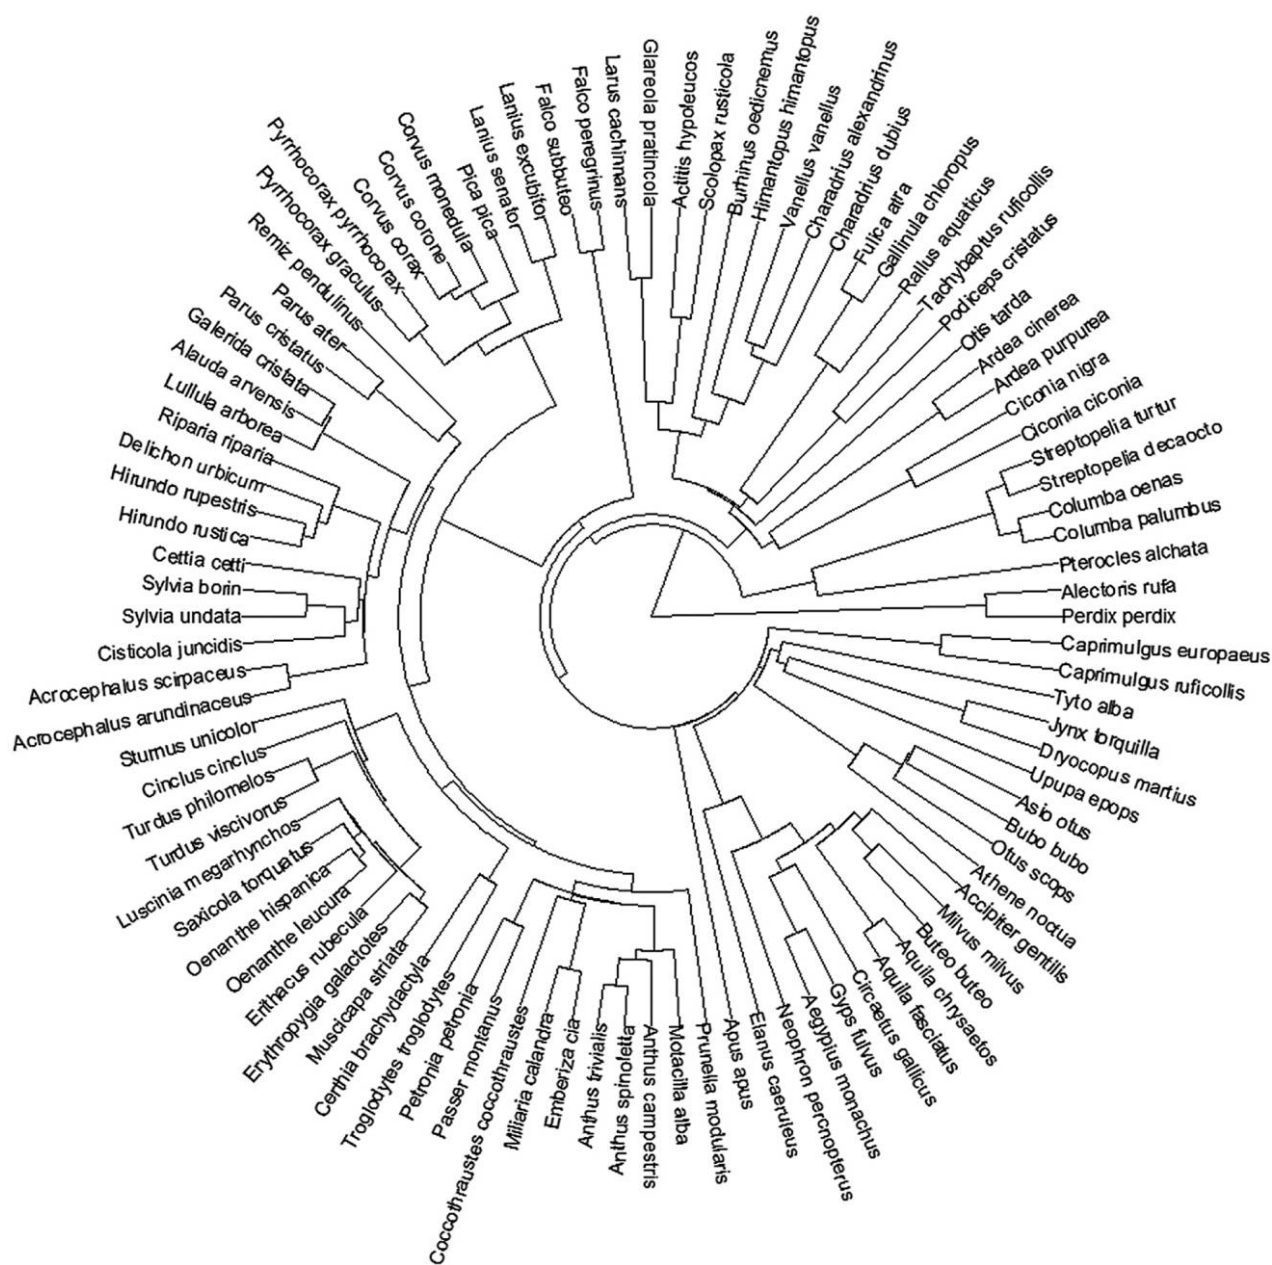 Glareola pratincola
Actitis hypoleucos
Scolopax rusticola
Burhinus oedicnemus
Himantopus himantopus
Vanellus vanellus
Charadrius alexandrinus
Charadrius dubius
Fulica atra
Gallinula chloropus
Rallus aquaticus
Tachybaptus ruficollis
Podiceps cristatus
Otis tarda
Ardea cinerea
Ardea purpurea
Ciconia nigra
Ciconia ciconia
Streptopelia turtur
Streptopelia decaocto
Columba oenas
Columba palumbus
Pterocles alchata
Alectoris rufa
Perdix perdix
Caprimulgus europaeus
Caprimulgus ruficollis
Tyto alba
Jynx torquilla
Dryocopus martius
Upupa epops
Asio otus
Bubo bubo
Otus scops
Athene noctua
Accipiter gentilis
Milvus milvus
Buteo buteo
Aquila chrysaetos
Aquila fasciatus
Circaetus gallicus
Gyps fulvus
Aegypius monachus
Neophron percnopterus
Elanus caeruleus
Apus apus
Prunella modularis
Motacilla alba
Anthus campestris
Anthus spinoletta
Anthus trivialis
Emberiza cia
Miliaria calandra
Coccothraustes coccothraustes
Passer montanus
Petronia petronia
Troglodytes troglodytes
Certhia brachydactyla
Muscicapa striata
Erythropygia galactotes
Erithacus rubecula
Oenanthe leucura
Oenanthe hispanica
Saxicola torquatus
Luscinia megarhynchos
Turdus viscivorus
Turdus philomelos
Cinclus cinclus
Sturnus unicolor
Acrocephalus arundinaceus
Acrocephalus scirpaceus
Cisticola juncidis
Sylvia undata
Sylvia borin
Cettia cetti
Hirundo rustica
Hirundo rupestris
Delichon urbicum
Riparia riparia
Lullula arborea
Alauda arvensis
Galerida cristata
Parus cristatus
Parus ater
Remiz pendulinus
Pyrrhocorax graculus
Pyrrhocorax pyrrhocorax
Corvus corax
Corvus corone
Corvus monedula
Pica pica
Lanius senator
Lanius excubitor
Falco subbuteo
Falco peregrinus
Larus cachinnans